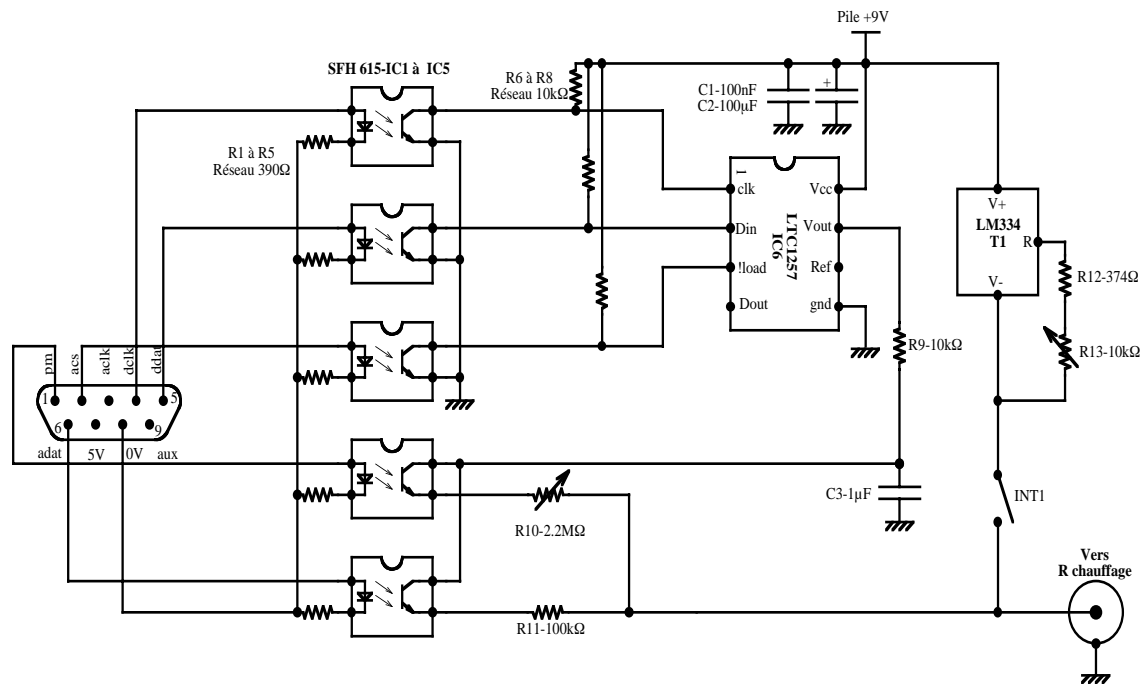 Pile +9V
SFH 615-IC1 à IC5
R6 à R8
Réseau 10kΩ
C1-100nF
C2-100µF
+
R1 à R5
Réseau 390Ω
1
clk
Vcc
Din
Vout
!load
Ref
Dout
gnd
LTC1257
IC6
V+
LM334
T1
R
V-
R12-374Ω
R13-10kΩ
R9-10kΩ
pm
acs
aclk
dclk
ddat
1
5
6
9
adat
5V
0V
aux
C3-1µF
INT1
R10-2.2MΩ
R11-100kΩ
Vers
R chauffage